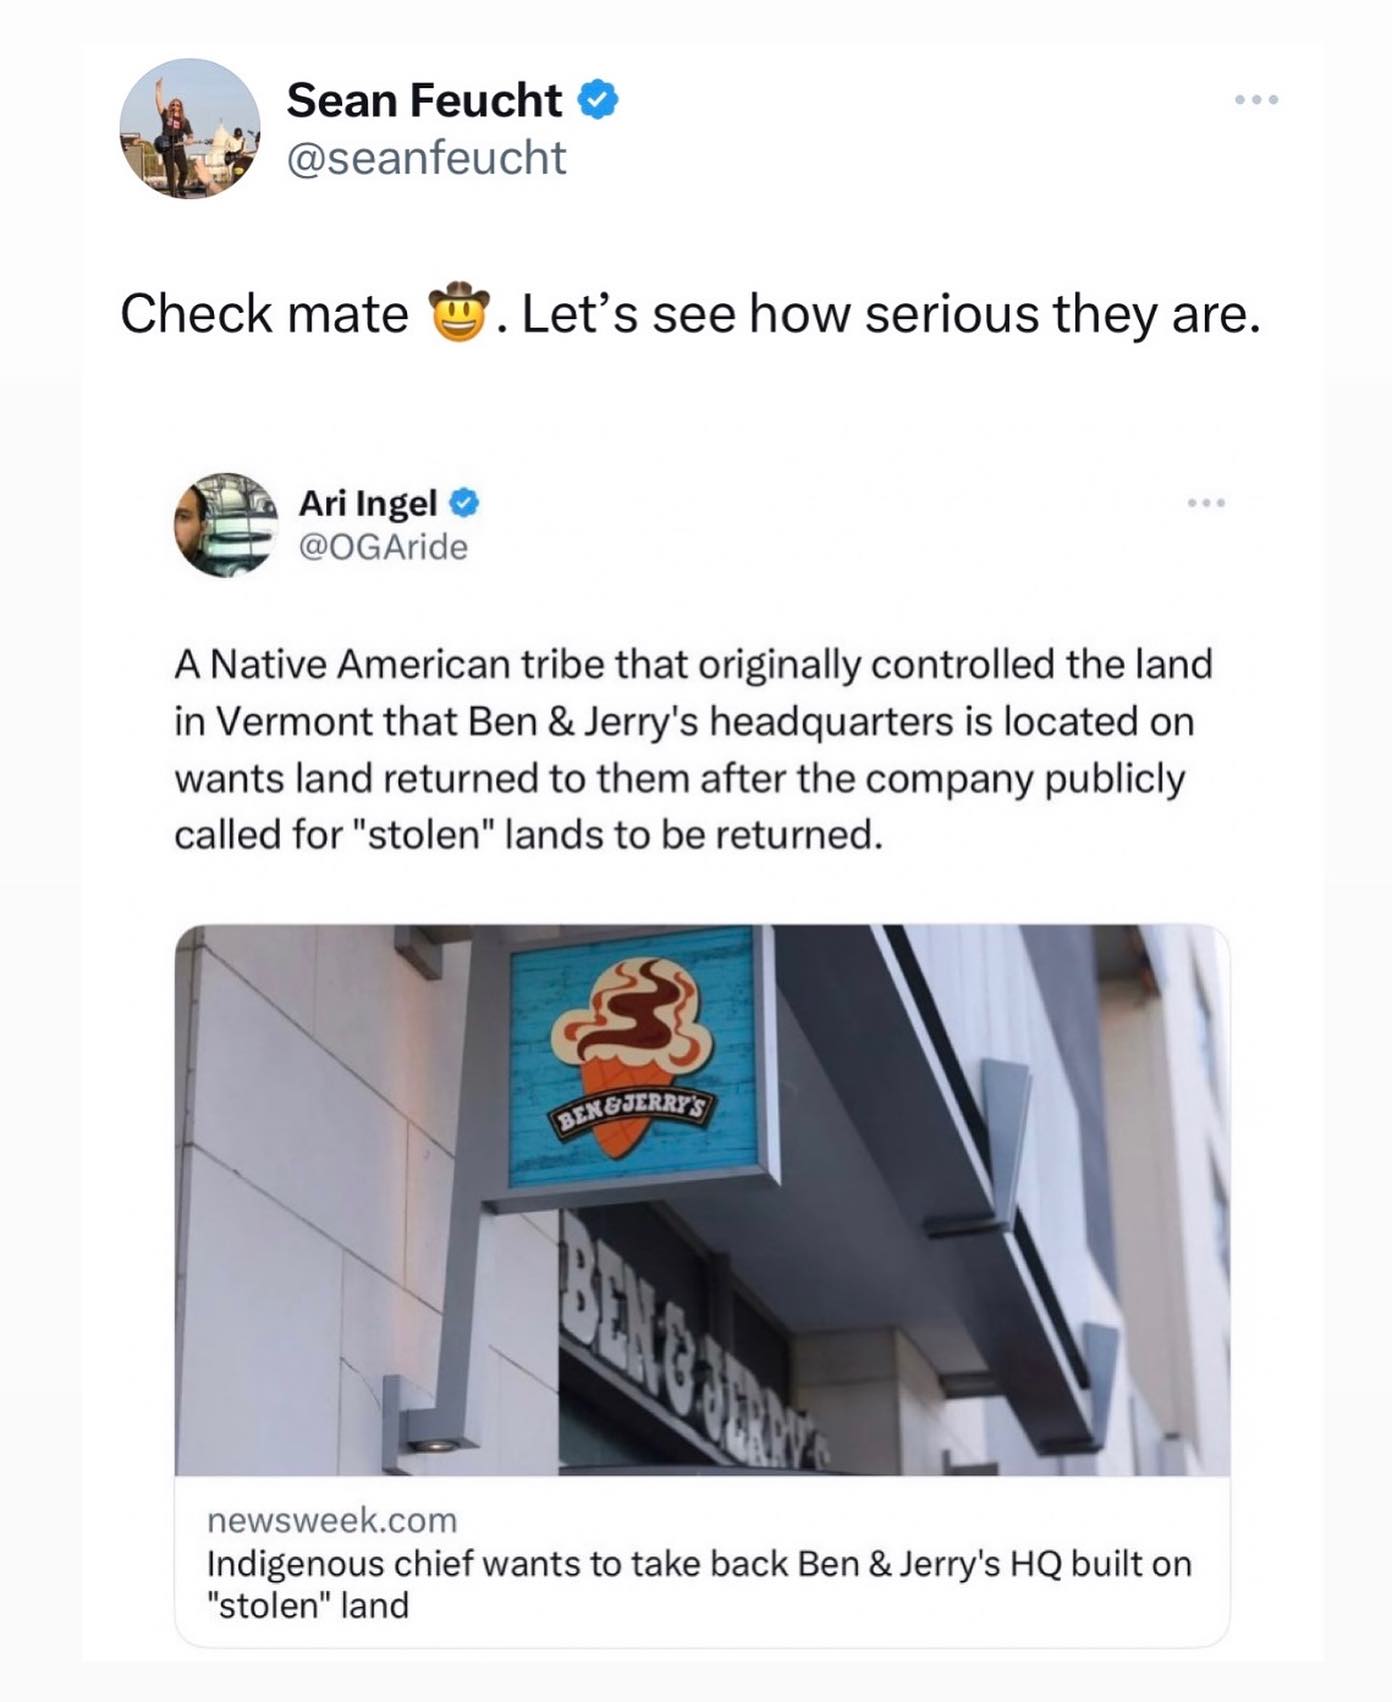 Sean Feucht
@seanfeucht
Check mate 🤠. Let’s see how serious they are.
Ari Ingel
@OGAride
A Native American tribe that originally controlled the land
in Vermont that Ben & Jerry's headquarters is located on
wants land returned to them after the company publicly
called for "stolen" lands to be returned.
BEN & JERRY'S
BEN & JERRY'S
newsweek.com
Indigenous chief wants to take back Ben & Jerry's HQ built on
"stolen" land